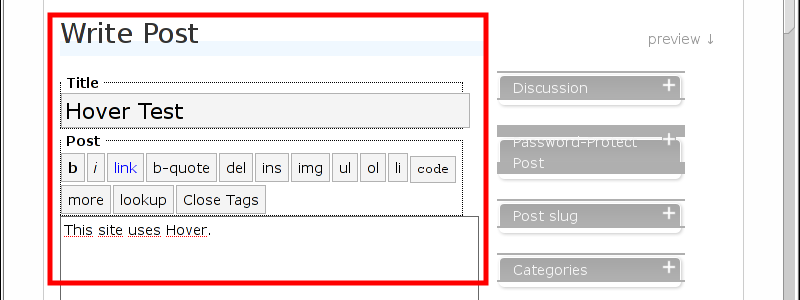 Write Post
preview ↓
Title
Hover Test
Post
b i link b-quote del ins img ul ol li code
more lookup Close Tags
This site uses Hover.
Discussion +
Password-Protect +
Post
Post slug +
Categories +